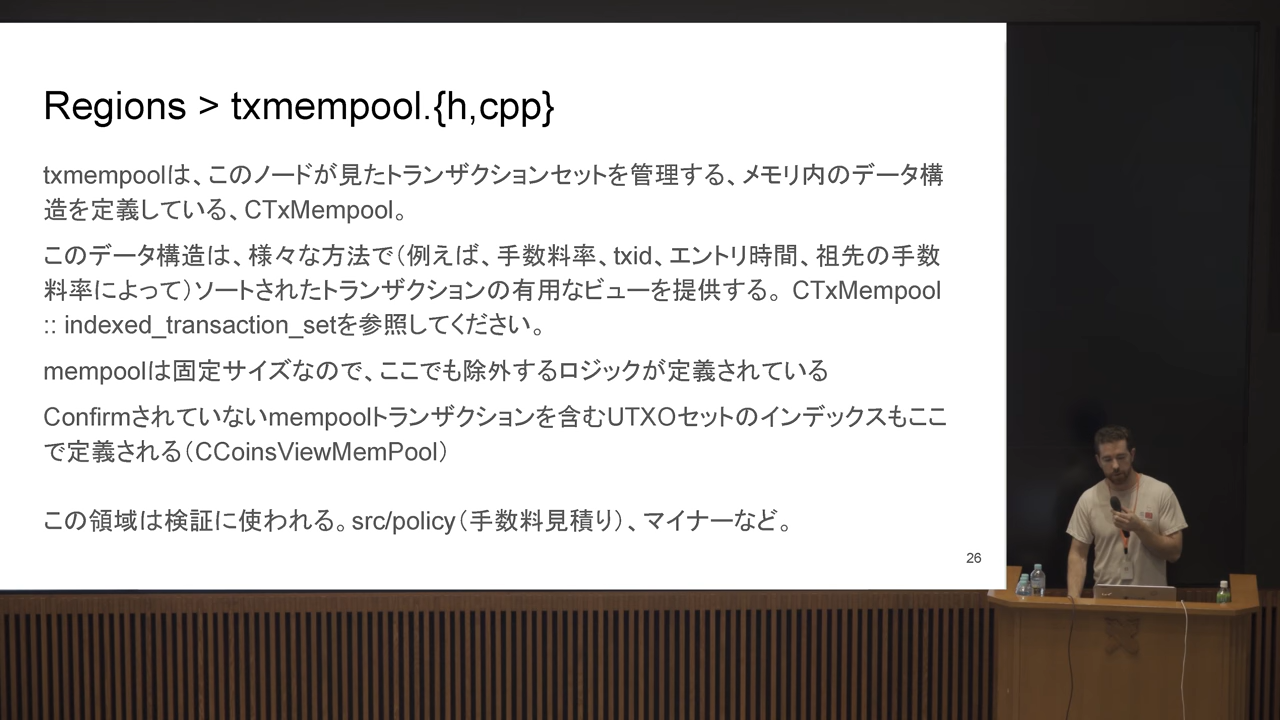 Regions > txmempool.{h,cpp}
txmempoolは、このノードが見たトランザクションセットを管理する、メモリ内のデータ構
造を定義している、CTxMempool。
このデータ構造は、様々な方法で（例えば、手数料率、txid、エントリ時間、祖先の手数
料率によって）ソートされたトランザクションの有用なビューを提供する。 CTxMempool
:: indexed_transaction_setを参照してください。
mempoolは固定サイズなので、ここでも除外するロジックが定義されている
Confirmされていないmempoolトランザクションを含むUTXOセットのインデックスもここ
で定義される（CCoinsViewMemPool）
この領域は検証に使われる。src/policy（手数料見積り）、マイナーなど。
26